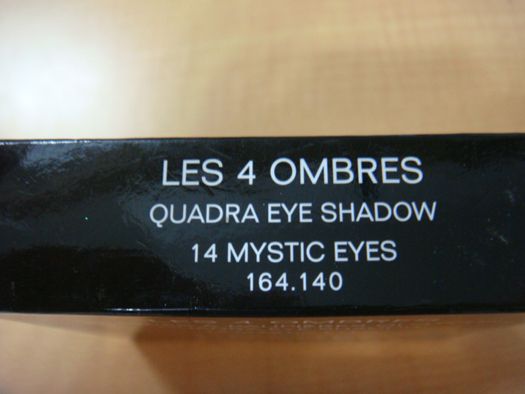 LES 4 OMBRES
QUADRA EYE SHADOW
14 MYSTIC EYES
164.140